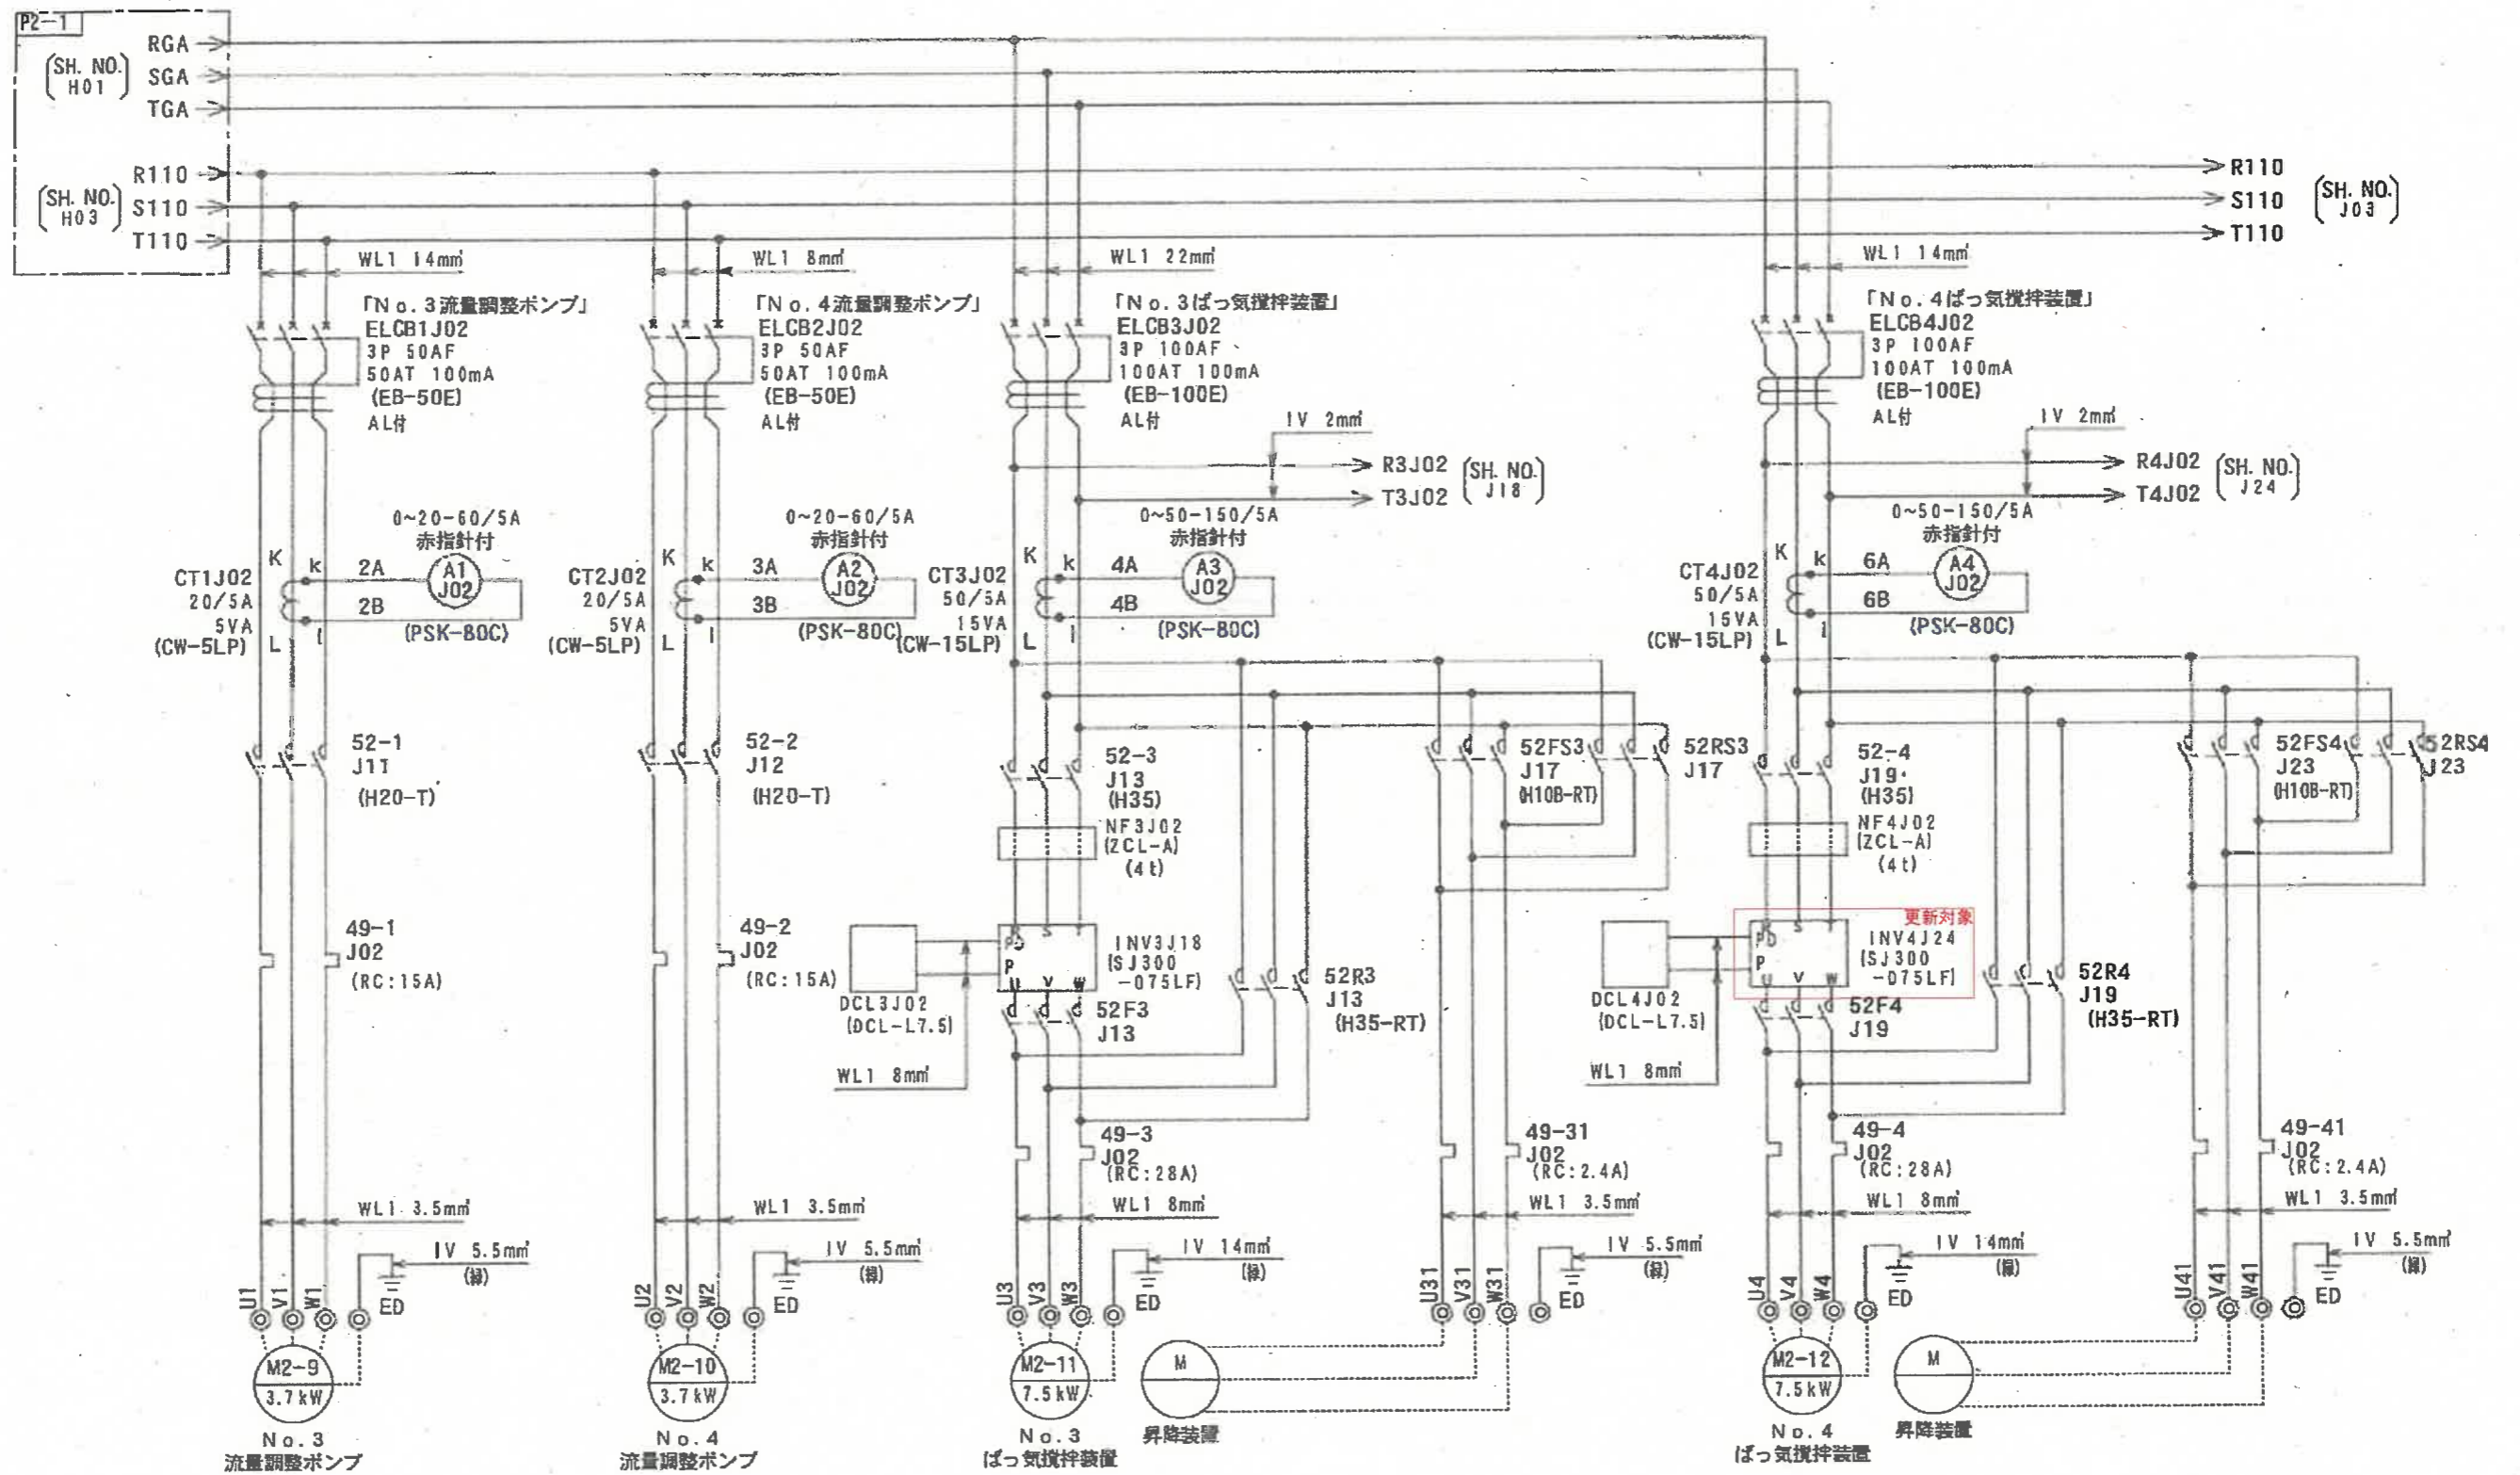 P2-1
RGA
(SH. NO. H01)
SGA
TGA
R110
(SH. NO. H03)
S110
T110
R110
S110
(SH. NO. J03)
T110
WL1 14㎟
「No.3流量調整ポンプ」
ELCB1J02
3P 50AF
50AT 100mA
(EB-50E)
AL付
0~20-60/5A
赤指針付
K
k
2A
A1
J02
2B
CT1J02
20/5A
5VA
(CW-5LP)
L
l
(PSK-80C)
52-1
J11
(H20-T)
49-1
J02
(RC:15A)
WL1 3.5㎟
IV 5.5㎟
(緑)
U1
V1
W1
ED
M2-9
3.7kW
No.3
流量調整ポンプ
WL1 8㎟
「No.4流量調整ポンプ」
ELCB2J02
3P 50AF
50AT 100mA
(EB-50E)
AL付
0~20-60/5A
赤指針付
K
k
3A
A2
J02
3B
CT2J02
20/5A
5VA
(CW-5LP)
L
l
(PSK-80C)
52-2
J12
(H20-T)
49-2
J02
(RC:15A)
WL1 3.5㎟
IV 5.5㎟
(緑)
U2
V2
W2
ED
M2-10
3.7kW
No.4
流量調整ポンプ
WL1 22㎟
「No.3ばっ気撹拌装置」
ELCB3J02
3P 100AF
100AT 100mA
(EB-100E)
AL付
IV 2㎟
R3J02
T3J02
(SH. NO. J18)
0~50-150/5A
赤指針付
K
k
4A
A3
J02
4B
CT3J02
50/5A
15VA
(CW-15LP)
L
l
(PSK-80C)
52-3
J13
(H35)
NF3J02
(ZCL-A)
(4t)
52FS3
J17
(H10B-RT)
52RS3
J17
PD
P
R
S
T
U
V
W
INV3J18
(SJ300
-075LF)
DCL3J02
(DCL-L7.5)
WL1 8㎟
52F3
J13
52R3
J13
(H35-RT)
49-3
J02
(RC:28A)
WL1 8㎟
IV 14㎟
(緑)
U3
V3
W3
ED
M2-11
7.5kW
No.3
ばっ気撹拌装置
49-31
J02
(RC:2.4A)
WL1 3.5㎟
IV 5.5㎟
(緑)
U31
V31
W31
ED
M
昇降装置
WL1 14㎟
「No.4ばっ気撹拌装置」
ELCB4J02
3P 100AF
100AT 100mA
(EB-100E)
AL付
IV 2㎟
R4J02
T4J02
(SH. NO. J24)
0~50-150/5A
赤指針付
K
k
6A
A4
J02
6B
CT4J02
50/5A
15VA
(CW-15LP)
L
l
(PSK-80C)
52-4
J19
(H35)
NF4J02
(ZCL-A)
(4t)
52FS4
J23
(H10B-RT)
52RS4
J23
更新対象
PD
P
R
S
T
U
V
W
INV4J24
(SJ300
-075LF)
DCL4J02
(DCL-L7.5)
WL1 8㎟
52F4
J19
52R4
J19
(H35-RT)
49-4
J02
(RC:28A)
WL1 8㎟
IV 14㎟
(緑)
U4
V4
W4
ED
M2-12
7.5kW
No.4
ばっ気撹拌装置
49-41
J02
(RC:2.4A)
WL1 3.5㎟
IV 5.5㎟
(緑)
U41
V41
W41
ED
M
昇降装置